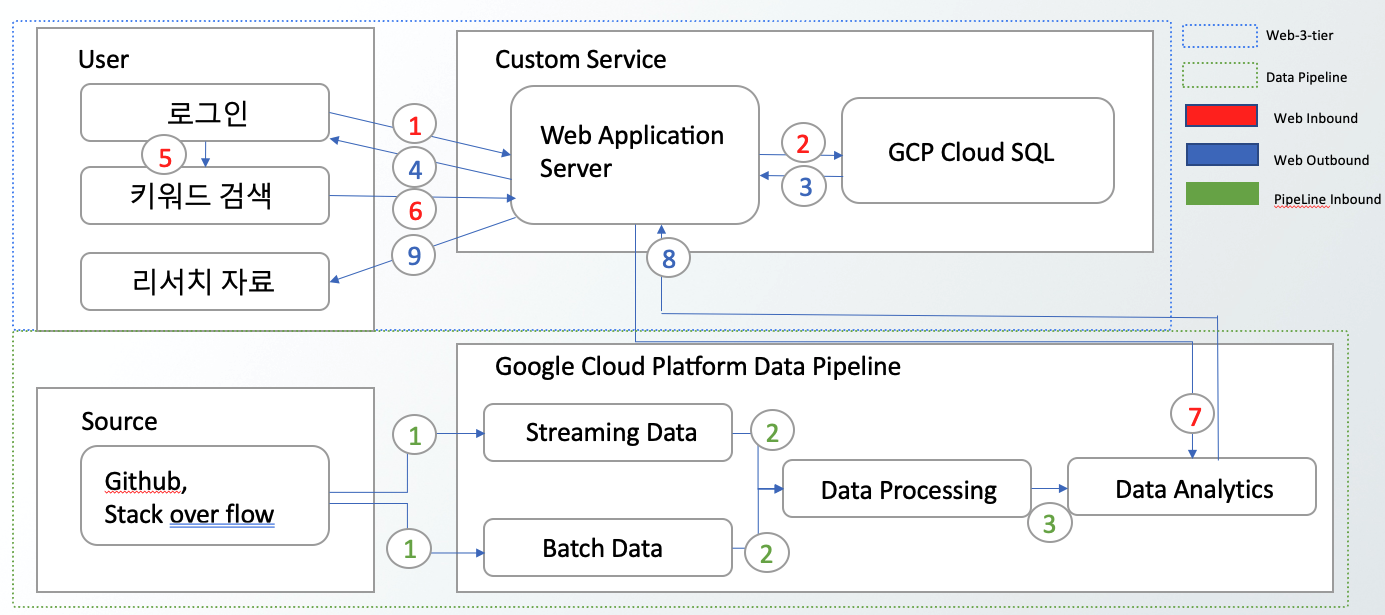 User
로그인
5
키워드 검색
리서치 자료
1
4
6
9
Custom Service
Web Application
Server
2
3
GCP Cloud SQL
8
Web-3-tier
Data Pipeline
Web Inbound
Web Outbound
PipeLine Inbound
Source
Github,
Stack over flow
1
1
Google Cloud Platform Data Pipeline
Streaming Data
Batch Data
2
2
Data Processing
3
7
Data Analytics